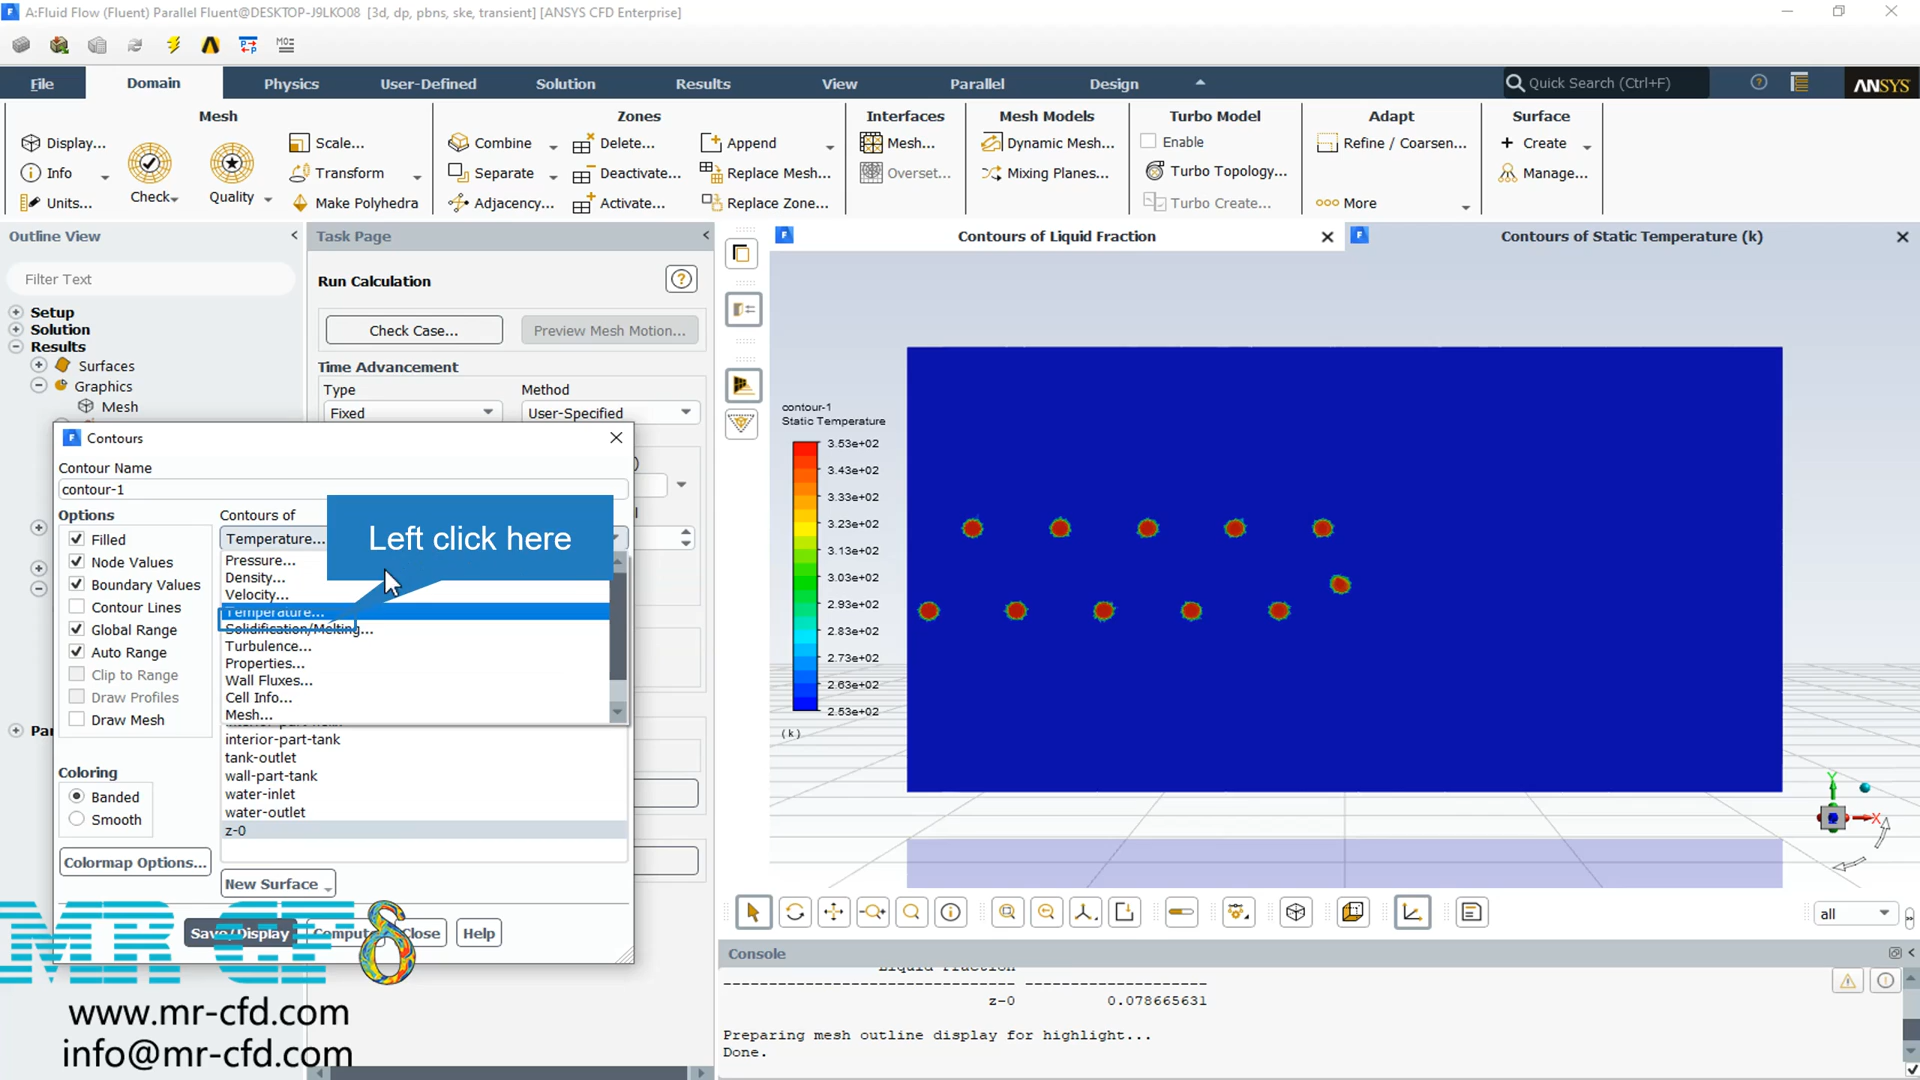 A:Fluid Flow (Fluent) Parallel Fluent@DESKTOP-J9LKO08 [3d, dp, pbns, ske, transient] [ANSYS CFD Enterprise]
File
Domain
Physics
User-Defined
Solution
Results
View
Parallel
Design
Quick Search (Ctrl+F)
ANSYS
Mesh
Display...
Info
Units...
Check
Quality
Scale...
Transform
Make Polyhedra
Zones
Combine
Separate
Adjacency...
Delete...
Deactivate...
Activate...
Append
Replace Mesh...
Replace Zone...
Interfaces
Mesh...
Overset...
Mesh Models
Dynamic Mesh...
Mixing Planes...
Turbo Model
Enable
Turbo Topology...
Turbo Create...
Adapt
Refine / Coarsen...
More
Surface
Create
Manage...
Outline View
Filter Text
Setup
Solution
Results
Surfaces
Graphics
Mesh
Task Page
Run Calculation
Check Case...
Preview Mesh Motion...
Time Advancement
Type
Method
Fixed
User-Specified
Contours
Contour Name
contour-1
Options
Filled
Node Values
Boundary Values
Contour Lines
Global Range
Auto Range
Clip to Range
Draw Profiles
Draw Mesh
Coloring
Banded
Smooth
Colormap Options...
Contours of
Temperature...
Left click here
Pressure...
Density...
Velocity...
Temperature...
Solidification/Melting...
Turbulence...
Properties...
Wall Fluxes...
Cell Info...
Mesh...
interior-part-tank
tank-outlet
wall-part-tank
water-inlet
water-outlet
z-0
New Surface
Save/Display
Compute
Close
Help
MR CFD
www.mr-cfd.com
info@mr-cfd.com
Contours of Liquid Fraction
Contours of Static Temperature (k)
contour-1
Static Temperature
3.53e+02
3.43e+02
3.33e+02
3.23e+02
3.13e+02
3.03e+02
2.93e+02
2.83e+02
2.73e+02
2.63e+02
2.53e+02
(k)
Y
X
all
Console
Liquid Fraction
-------------------------------- --------------------
z-0 0.078665631
Preparing mesh outline display for highlight...
Done.